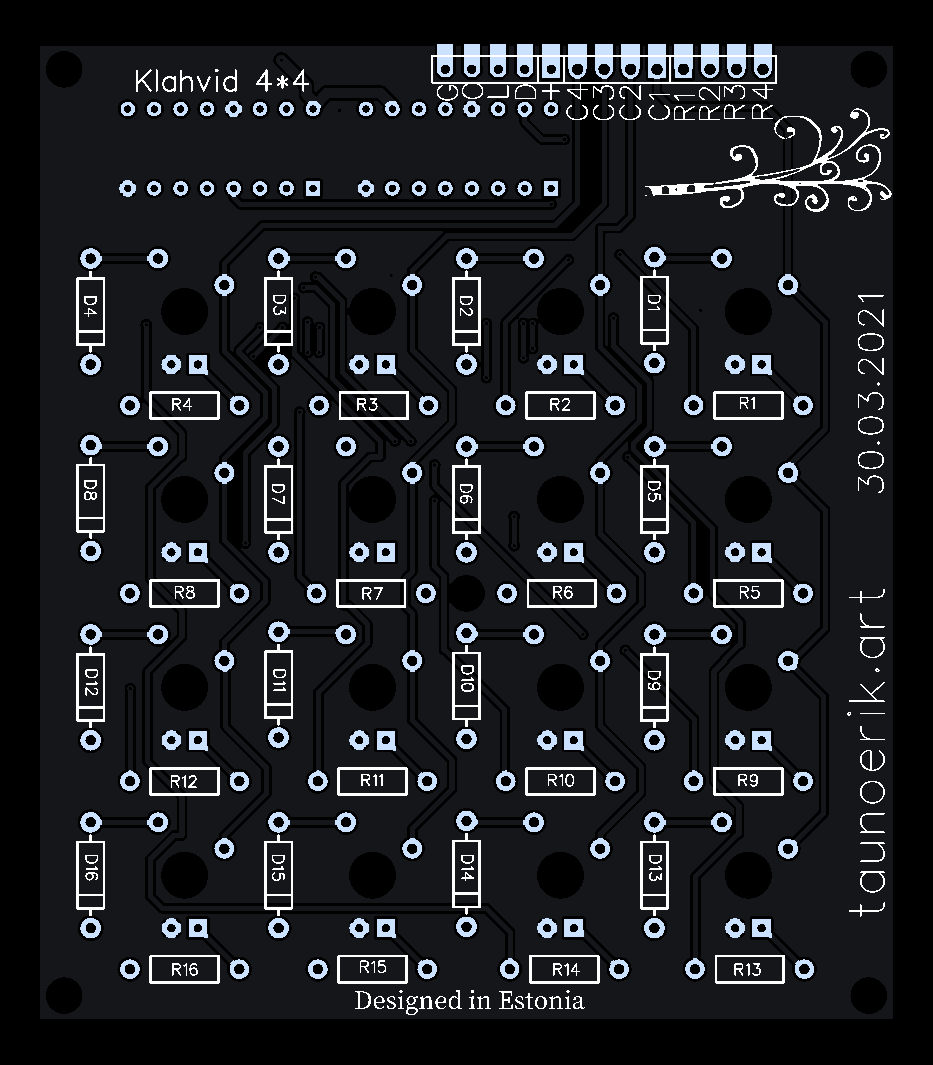 Klahvid 4*4
G C L D + C4 C3 C2 C1 R1 R2 R3 R4
D4 D3 D2 D1
30.03.2021
R4 R3 R2 R1
D8 D7 D6 D5
R8 R7 R6 R5
taunoerik.art
D12 D11 D10 D9
R12 R11 R10 R9
D16 D15 D14 D13
R16 R15 R14 R13
Designed in Estonia